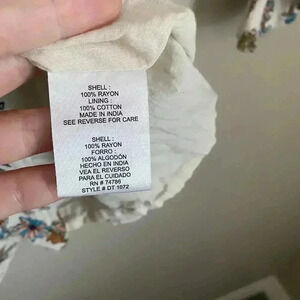 SHELL :
100% RAYON
LINING :
100% COTTON
MADE IN INDIA
SEE REVERSE FOR CARE
SHELL :
100% RAYON
FORRO :
100% ALGODÓN
HECHO EN INDIA
VEA EL REVERSO
PARA EL CUIDADO
RN # 74786
STYLE # DT 1072